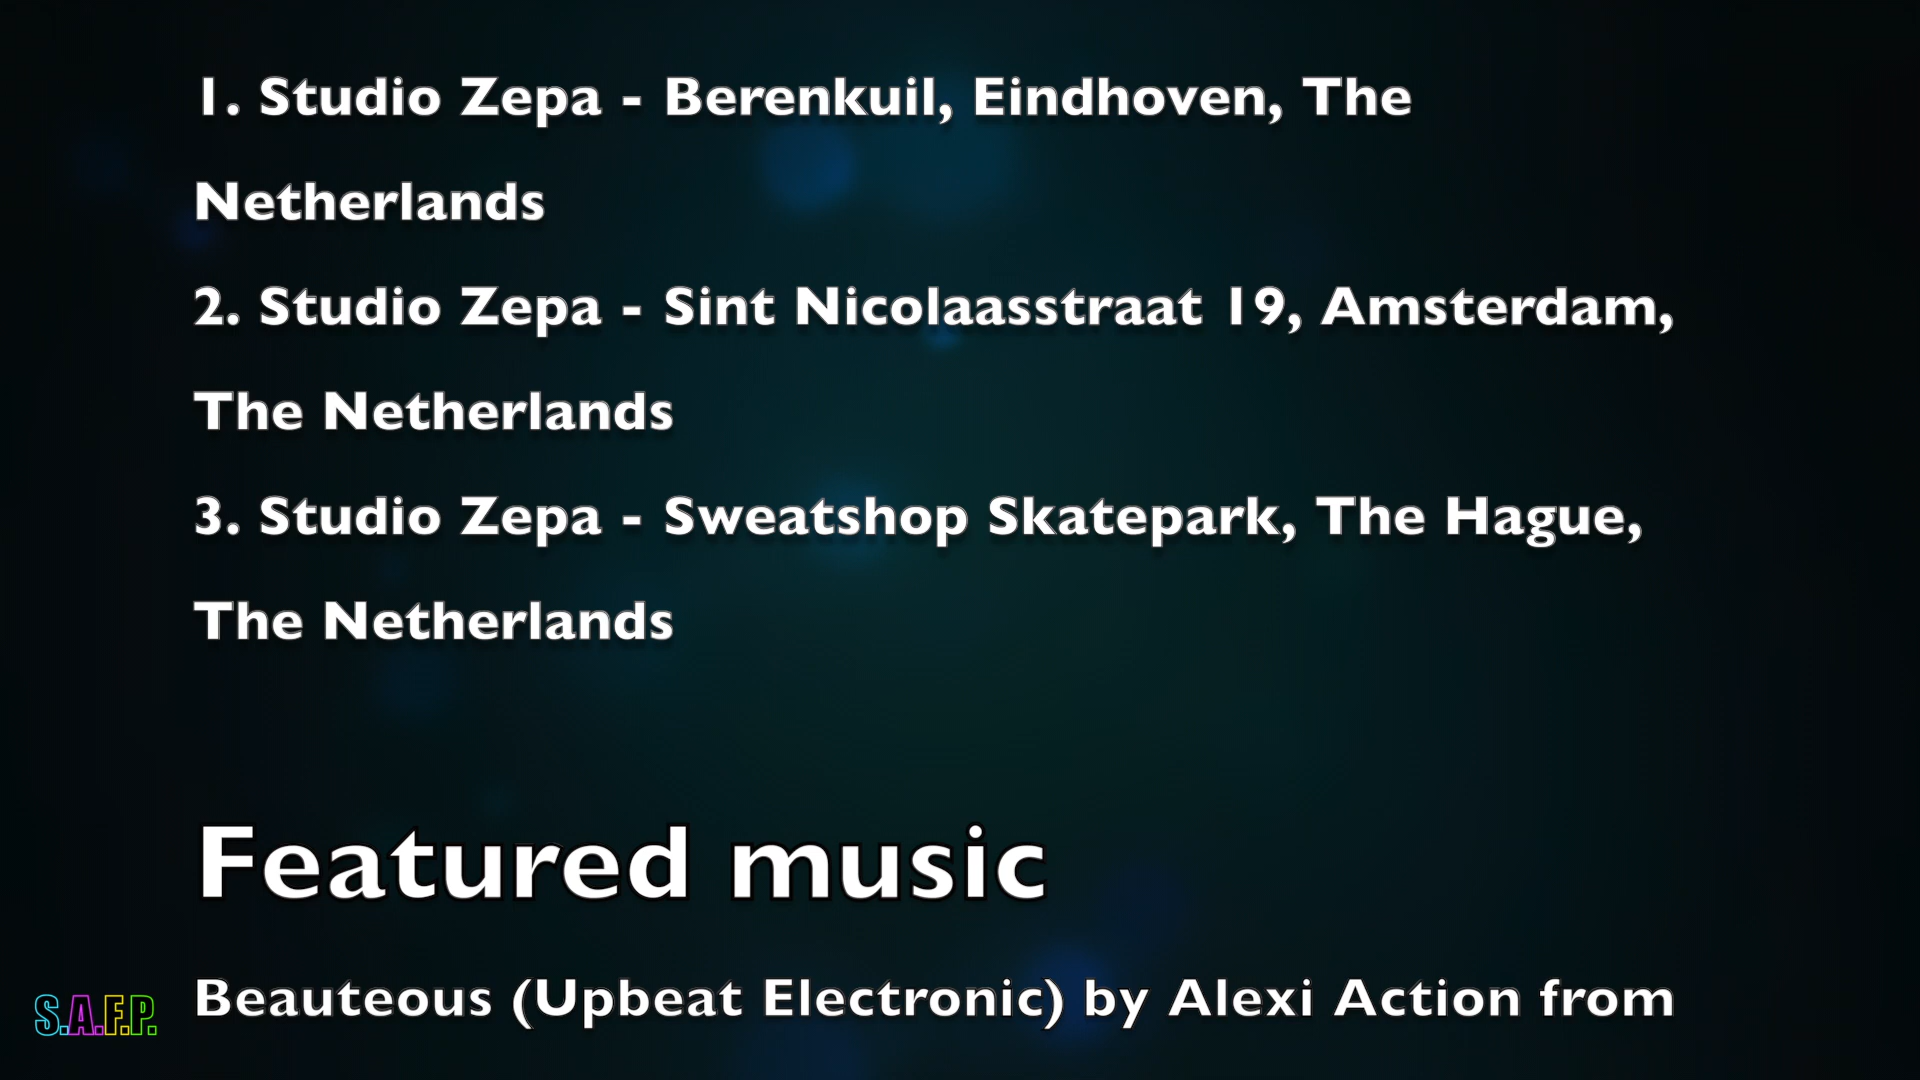 1. Studio Zepa - Berenkuil, Eindhoven, The
Netherlands
2. Studio Zepa - Sint Nicolaasstraat 19, Amsterdam,
The Netherlands
3. Studio Zepa - Sweatshop Skatepark, The Hague,
The Netherlands
Featured music
Beauteous (Upbeat Electronic) by Alexi Action from
S.A.F.P.